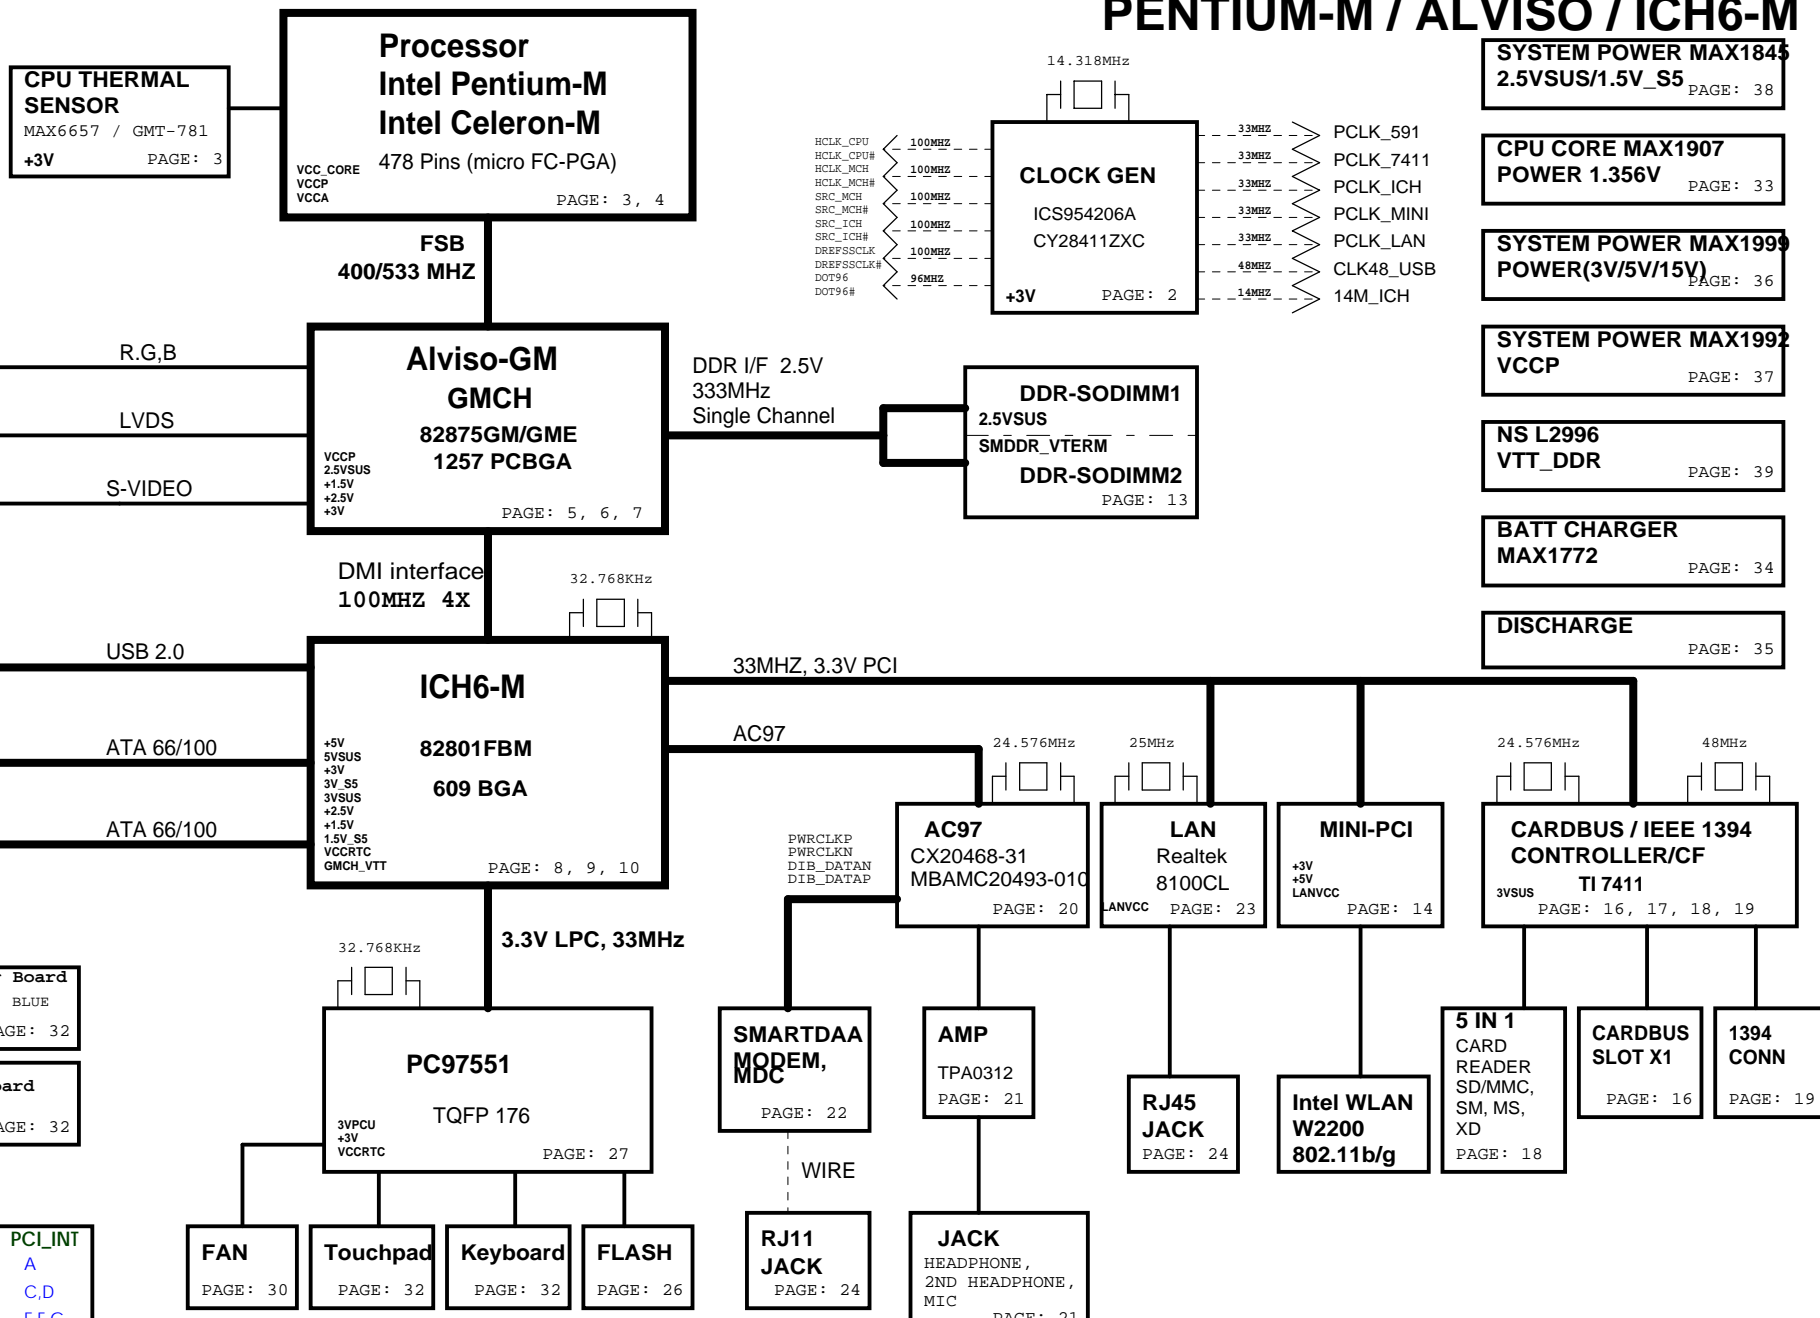 PENTIUM-M / ALVISO / ICH6-M
CPU THERMAL
SENSOR
MAX6657 / GMT-781
+3V PAGE: 3
Processor
Intel Pentium-M
Intel Celeron-M
478 Pins (micro FC-PGA)
VCC_CORE
VCCP
VCCA
PAGE: 3, 4
FSB
400/533 MHZ
14.318MHz
HCLK_CPU
HCLK_CPU#
HCLK_MCH
HCLK_MCH#
SRC_MCH
SRC_MCH#
SRC_ICH
SRC_ICH#
DREFSSCLK
DREFSSCLK#
DOT96
DOT96#
100MHZ
100MHZ
100MHZ
100MHZ
100MHZ
96MHZ
CLOCK GEN
ICS954206A
CY28411ZXC
+3V PAGE: 2
33MHZ PCLK_591
33MHZ PCLK_7411
33MHZ PCLK_ICH
33MHZ PCLK_MINI
33MHZ PCLK_LAN
48MHZ CLK48_USB
14MHZ 14M_ICH
SYSTEM POWER MAX1845
2.5VSUS/1.5V_S5
PAGE: 38
CPU CORE MAX1907
POWER 1.356V
PAGE: 33
SYSTEM POWER MAX1999
POWER(3V/5V/15V)
PAGE: 36
SYSTEM POWER MAX1992
VCCP
PAGE: 37
NS L2996
VTT_DDR
PAGE: 39
BATT CHARGER
MAX1772
PAGE: 34
DISCHARGE
PAGE: 35
R.G,B
LVDS
S-VIDEO
Alviso-GM
GMCH
82875GM/GME
1257 PCBGA
VCCP
2.5VSUS
+1.5V
+2.5V
+3V
PAGE: 5, 6, 7
DDR I/F 2.5V
333MHz
Single Channel
DDR-SODIMM1
2.5VSUS
SMDDR_VTERM
DDR-SODIMM2
PAGE: 13
DMI interface
100MHZ 4X
32.768KHz
USB 2.0
ATA 66/100
ATA 66/100
ICH6-M
82801FBM
609 BGA
+5V
5VSUS
+3V
3V_S5
3VSUS
+2.5V
+1.5V
1.5V_S5
VCCRTC
GMCH_VTT
PAGE: 8, 9, 10
33MHZ, 3.3V PCI
AC97
24.576MHz
25MHz
24.576MHz
48MHz
PWRCLKP
PWRCLKN
DIB_DATAN
DIB_DATAP
AC97
CX20468-31
MBAMC20493-010
PAGE: 20
LAN
Realtek
8100CL
LANVCC PAGE: 23
MINI-PCI
+3V
+5V
LANVCC
PAGE: 14
CARDBUS / IEEE 1394
CONTROLLER/CF
TI 7411
3VSUS
PAGE: 16, 17, 18, 19
3.3V LPC, 33MHz
32.768KHz
Board
BLUE
PAGE: 32
PAGE: 32
PC97551
TQFP 176
3VPCU
+3V
VCCRTC
PAGE: 27
SMARTDAA
MODEM,
MDC
PAGE: 22
WIRE
AMP
TPA0312
PAGE: 21
RJ45
JACK
PAGE: 24
Intel WLAN
W2200
802.11b/g
5 IN 1
CARD
READER
SD/MMC,
SM, MS,
XD
PAGE: 18
CARDBUS
SLOT X1
PAGE: 16
1394
CONN
PAGE: 19
PCI_INT
A
C,D
FAN
PAGE: 30
Touchpad
PAGE: 32
Keyboard
PAGE: 32
FLASH
PAGE: 26
RJ11
JACK
PAGE: 24
JACK
HEADPHONE,
2ND HEADPHONE,
MIC
PAGE: 21